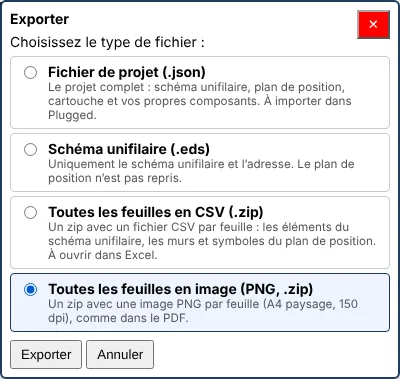 Exporter
×
Choisissez le type de fichier :
Fichier de projet (.json)
Le projet complet : schéma unifilaire, plan de position,
cartouche et vos propres composants. À importer dans
Plugged.
Schéma unifilaire (.eds)
Uniquement le schéma unifilaire et l’adresse. Le plan de
position n’est pas repris.
Toutes les feuilles en CSV (.zip)
Un zip avec un fichier CSV par feuille : les éléments du
schéma unifilaire, les murs et symboles du plan de position.
À ouvrir dans Excel.
Toutes les feuilles en image (PNG, .zip)
Un zip avec une image PNG par feuille (A4 paysage, 150
dpi), comme dans le PDF.
Exporter
Annuler